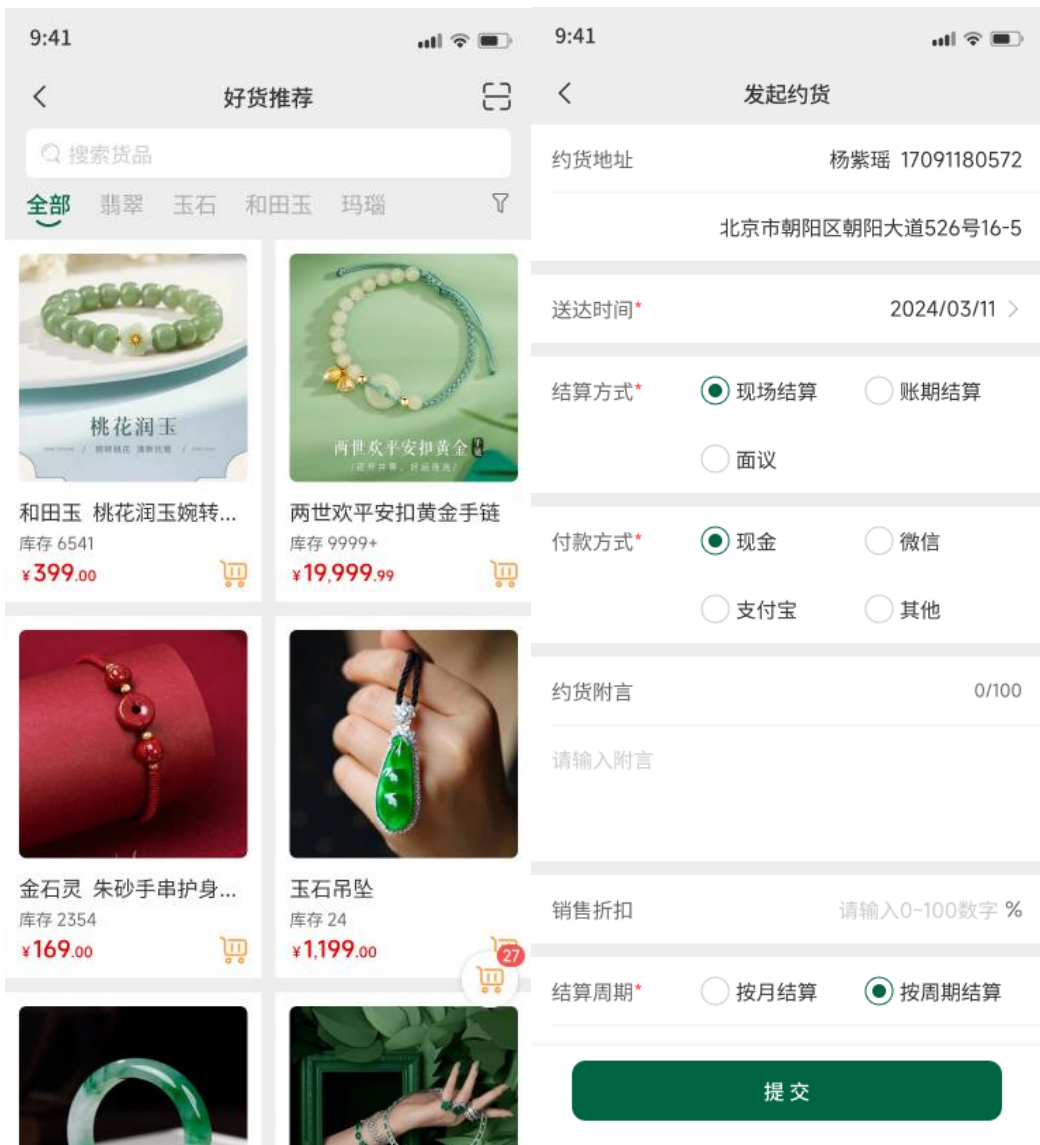 9:41
好货推荐
搜索货品
全部 翡翠 玉石 和田玉 玛瑙
桃花润玉
两世欢平安扣黄金手链
/花开并蒂，好运连连/
和田玉 桃花润玉婉转...
库存 6541
¥399.00
两世欢平安扣黄金手链
库存 9999+
¥19,999.99
金石灵 朱砂手串护身...
库存 2354
¥169.00
玉石吊坠
库存 24
¥1,199.00
27
9:41
发起约货
约货地址 杨紫瑶 17091180572
北京市朝阳区朝阳大道526号16-5
送达时间* 2024/03/11
结算方式* 现场结算 账期结算
面议
付款方式* 现金 微信
支付宝 其他
约货附言 0/100
请输入附言
销售折扣 请输入0~100数字 %
结算周期* 按月结算 按周期结算
提交